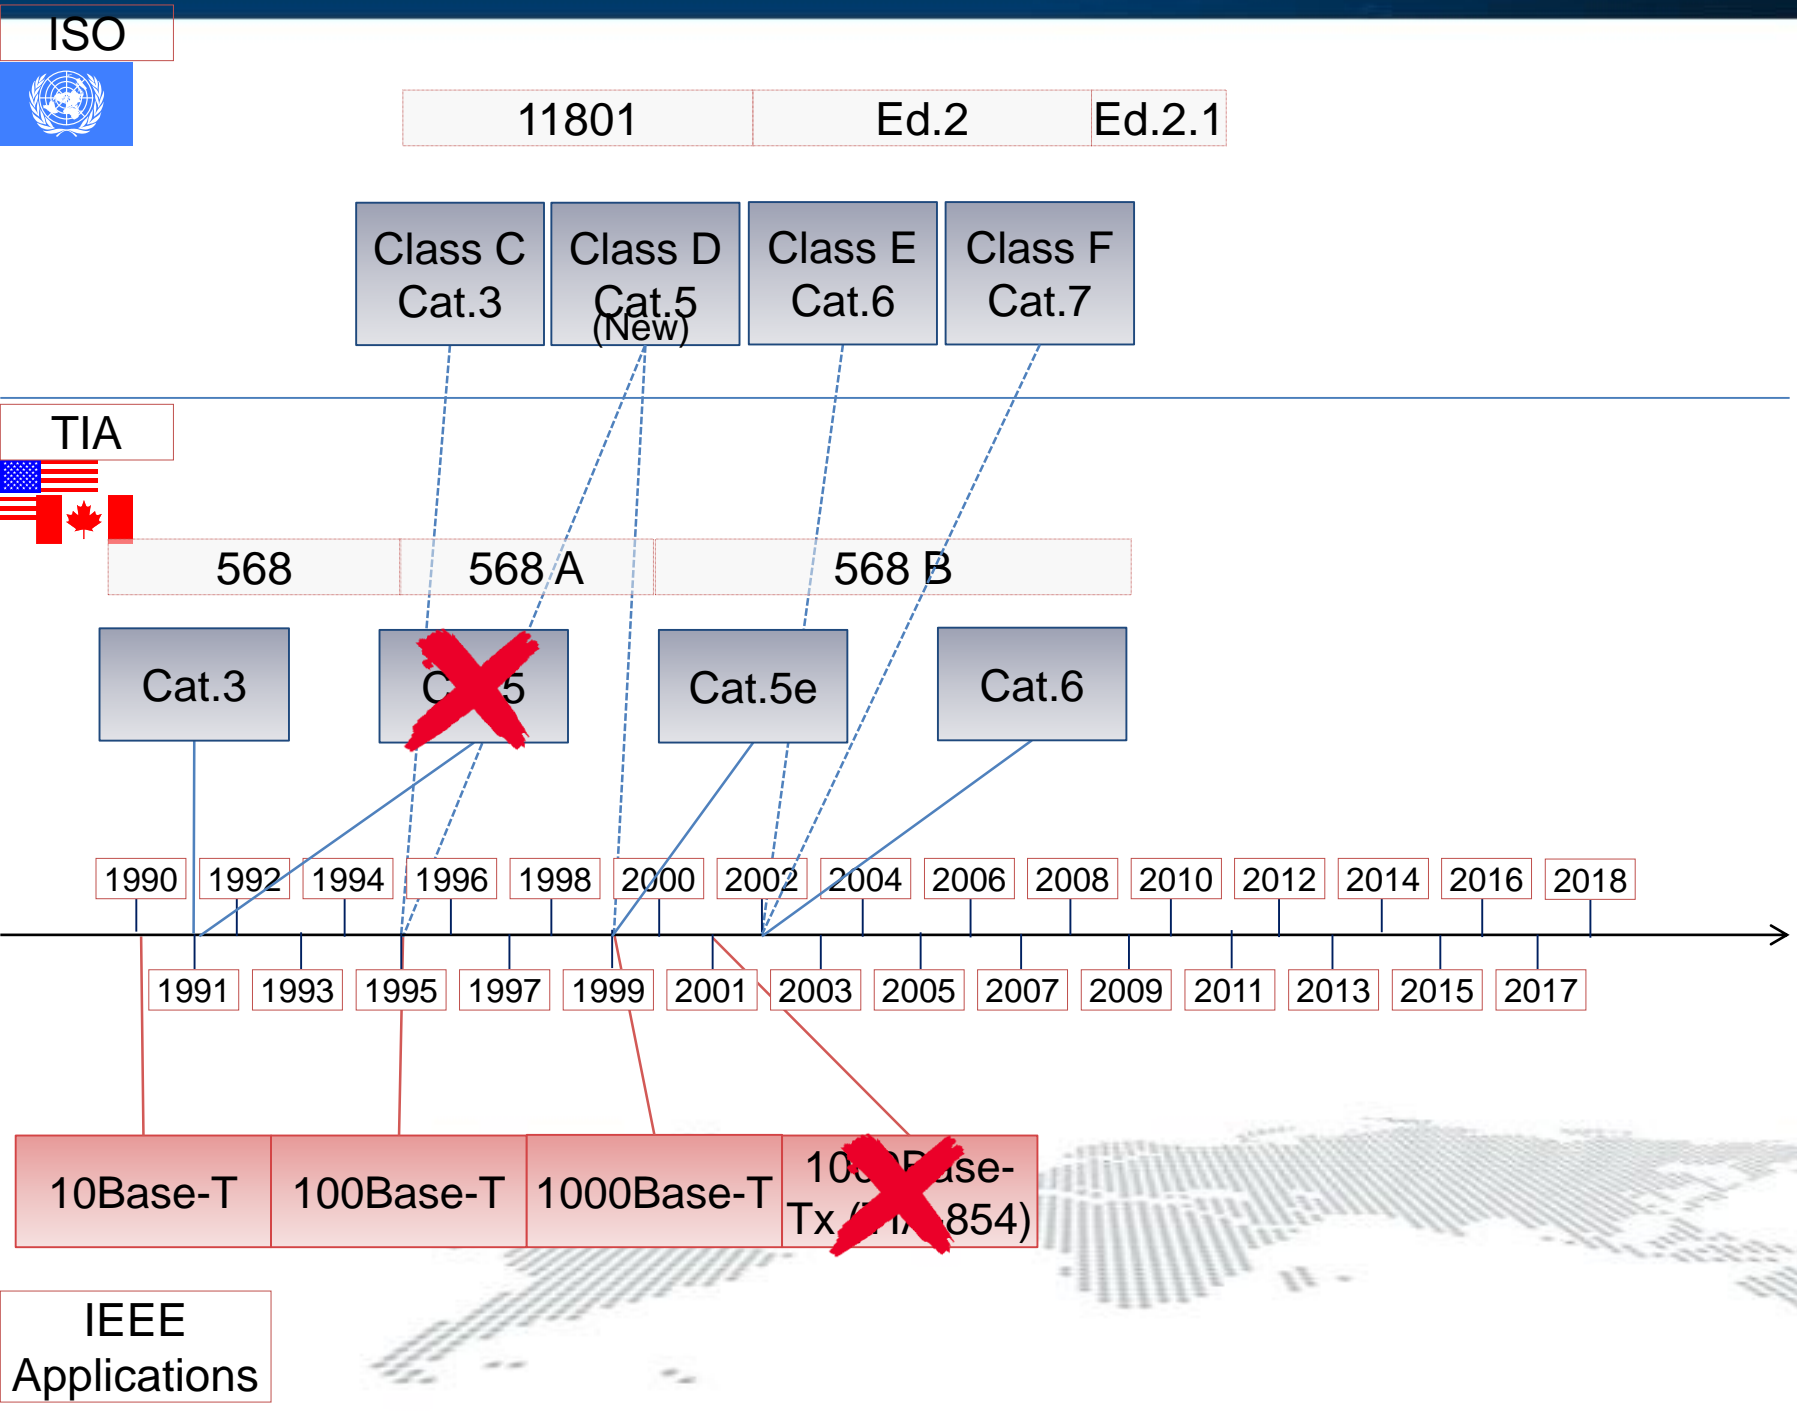 ISO
11801 Ed.2 Ed.2.1
Class C
Cat.3
Class D
Cat.5
(New)
Class E
Cat.6
Class F
Cat.7
TIA
568 568 A 568 B
Cat.3
Cat.5e
Cat.6
1990 1992 1994 1996 1998 2000 2002 2004 2006 2008 2010 2012 2014 2016 2018
1991 1993 1995 1997 1999 2001 2003 2005 2007 2009 2011 2013 2015 2017
10Base-T
100Base-T
1000Base-T
1000Base-
Tx (TIA-854)
IEEE
Applications